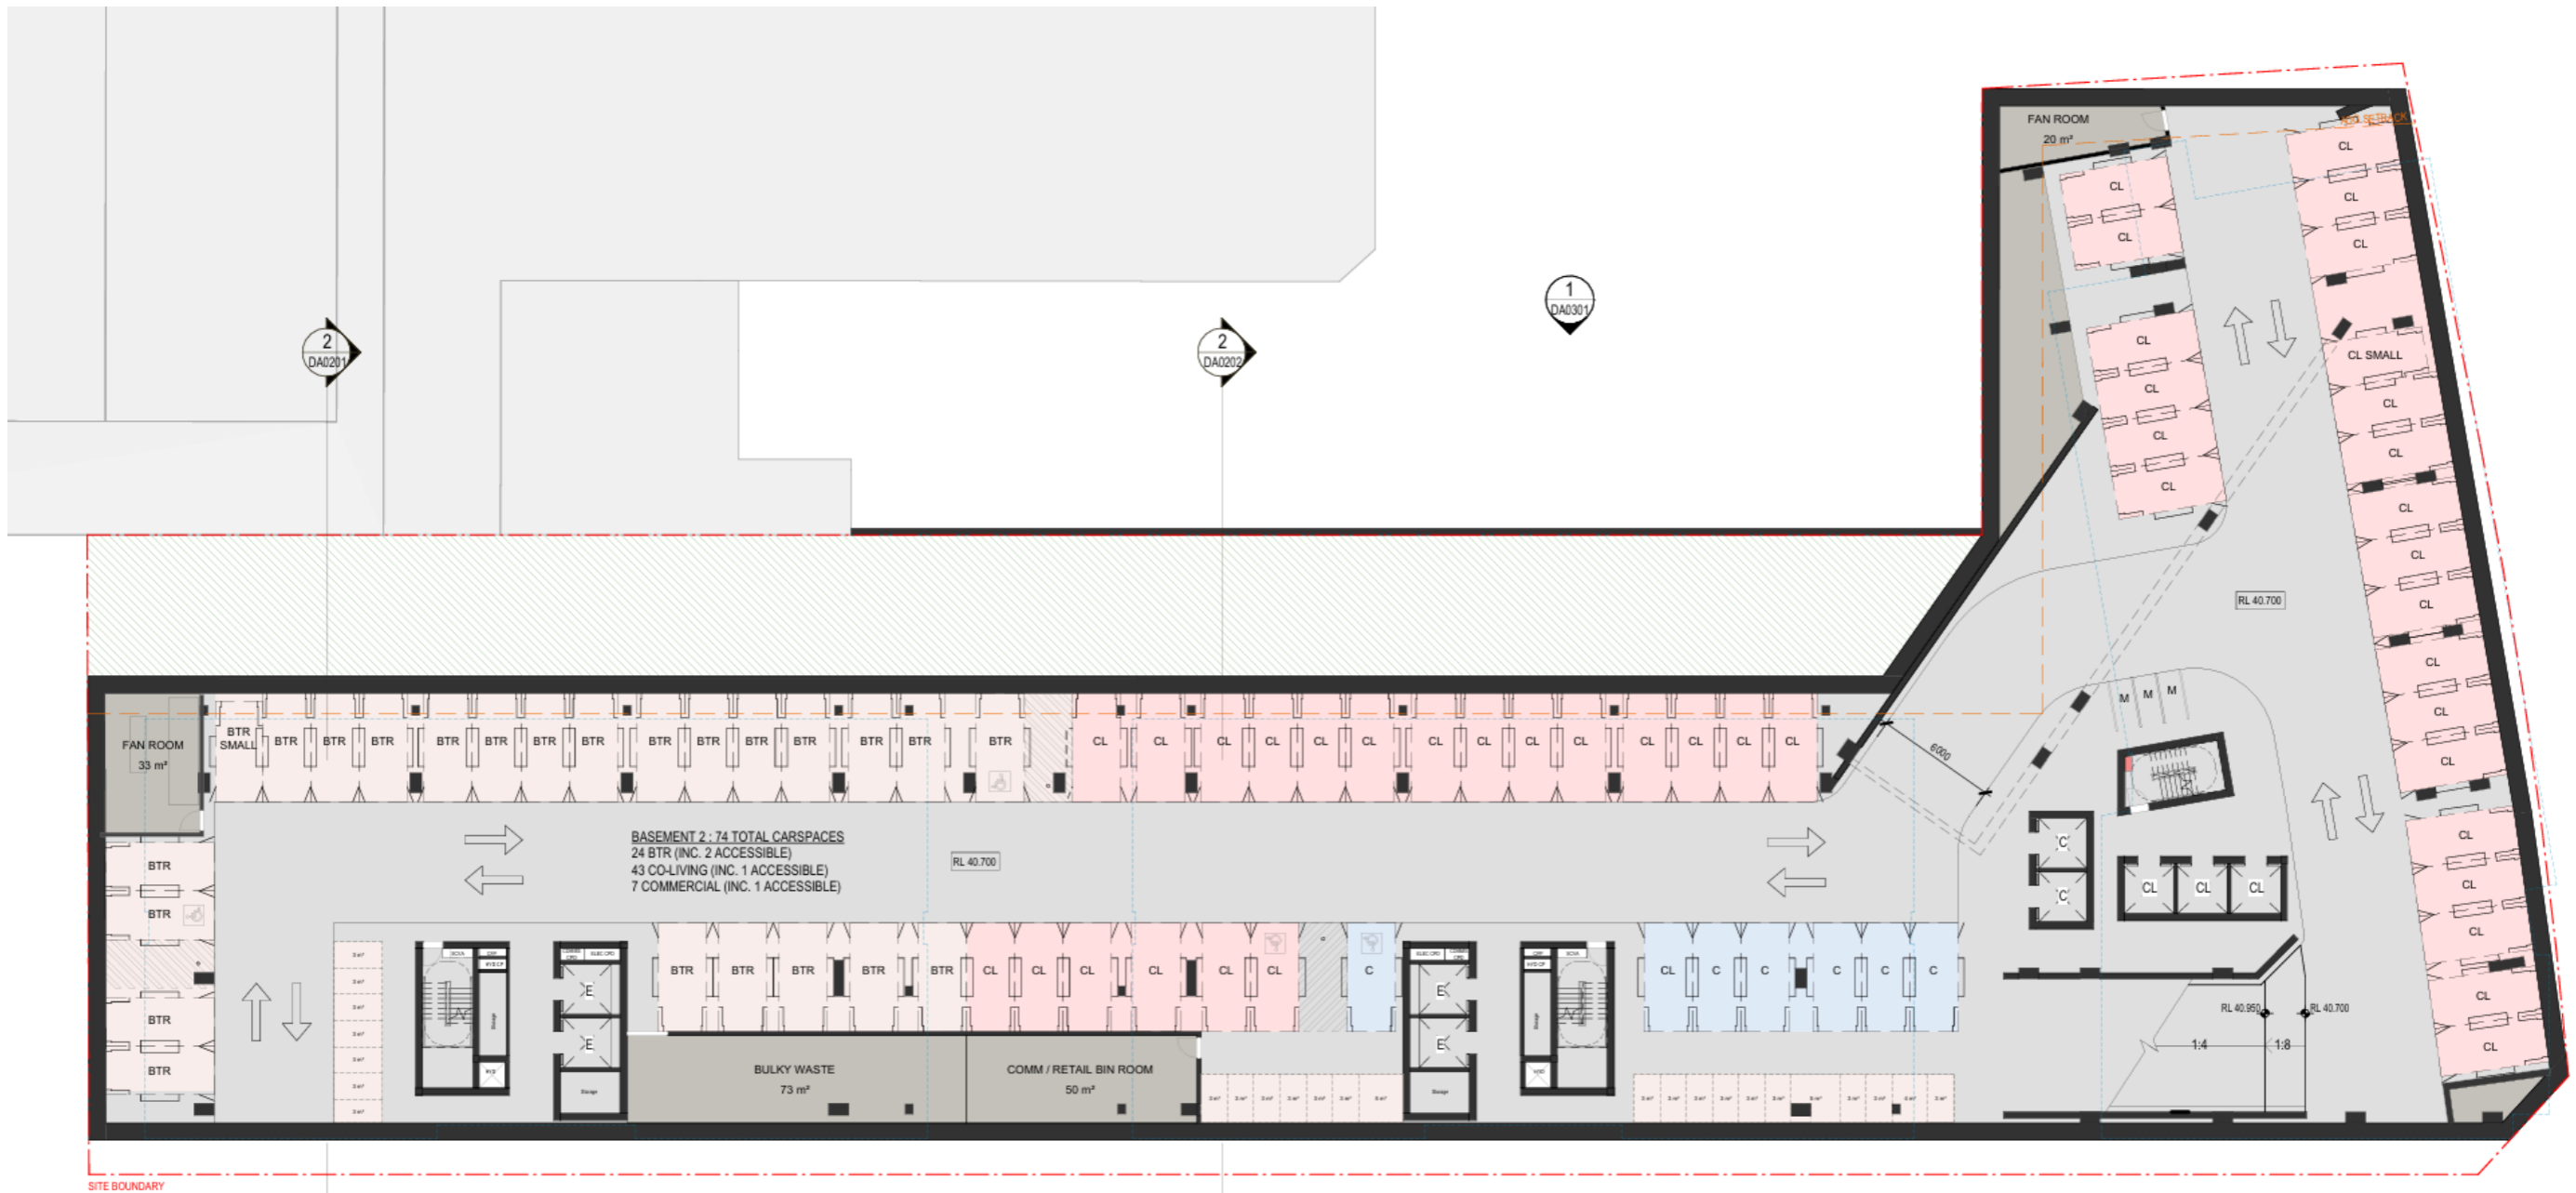 FAN ROOM
20 m²
CL
CL
CL
CL
CL
1
DA0301
2
DA0201
2
DA0202
CL
CL
CL
CL
CL SMALL
CL
CL
CL
CL
CL
CL
CL
CL
RL 40.700
M M M
6000
FAN ROOM
33 m²
BTR
SMALL
BTR BTR BTR BTR BTR BTR BTR BTR BTR BTR BTR BTR BTR BTR
CL CL CL CL CL CL CL CL CL CL CL CL CL CL
BASEMENT 2 : 74 TOTAL CARSPACES
24 BTR (INC. 2 ACCESSIBLE)
43 CO-LIVING (INC. 1 ACCESSIBLE)
7 COMMERCIAL (INC. 1 ACCESSIBLE)
RL 40.700
BTR
BTR
BTR
BTR
C
C
CL CL CL
CL
CL
CL
CL
CL
BTR BTR BTR BTR BTR CL CL CL CL CL CL C
CL C C C C C
E
E
E
E
Storage
Storage
Storage
Storage
RL 40.950
RL 40.700
1:4
1:8
BULKY WASTE
73 m²
COMM / RETAIL BIN ROOM
50 m²
SITE BOUNDARY